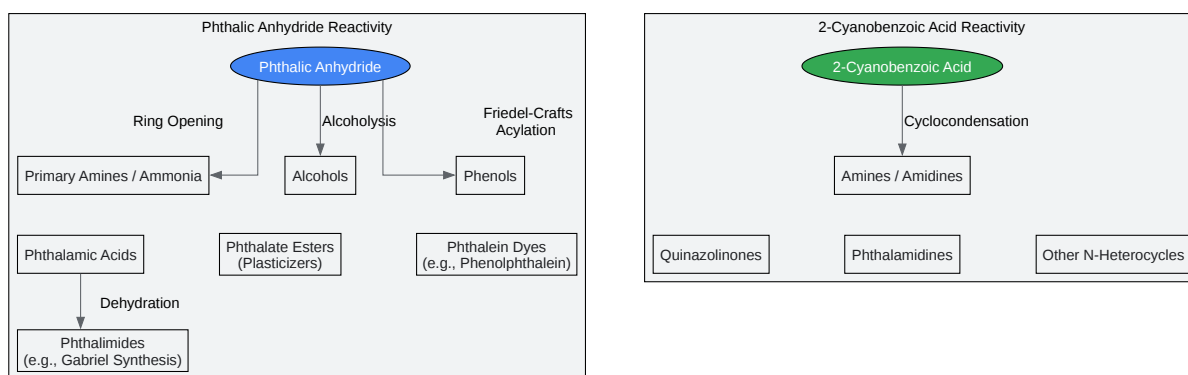 Phthalic Anhydride Reactivity
Phthalic Anhydride
Ring Opening
Alcoholysis
Friedel-Crafts
Acylation
Primary Amines / Ammonia
Alcohols
Phenols
Phthalamic Acids
Phthalate Esters
(Plasticizers)
Phthalein Dyes
(e.g., Phenolphthalein)
Dehydration
Phthalimides
(e.g., Gabriel Synthesis)
2-Cyanobenzoic Acid Reactivity
2-Cyanobenzoic Acid
Cyclocondensation
Amines / Amidines
Quinazolinones
Phthalamidines
Other N-Heterocycles